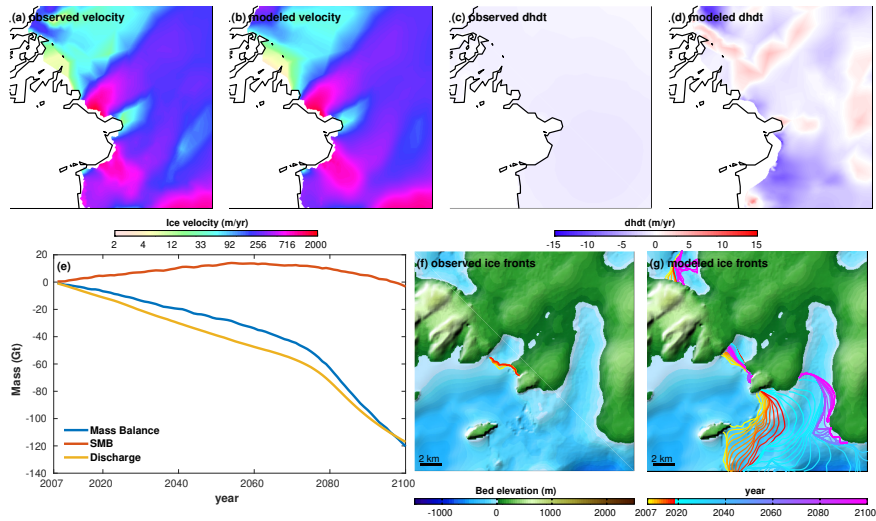 (a) observed velocity
(b) modeled velocity
(c) observed dhdt
(d) modeled dhdt
Ice velocity (m/yr)
2 4 12 33 92 256 716 2000
dhdt (m/yr)
-15 -10 -5 0 5 10 15
(e)
20
0
-20
-40
-60
-80
-100
-120
-140
Mass (Gt)
Mass Balance
SMB
Discharge
2007 2020 2040 2060 2080 2100
year
(f) observed ice fronts
2 km
(g) modeled ice fronts
2 km
Bed elevation (m)
-1000 0 1000 2000
year
2007 2020 2040 2060 2080 2100